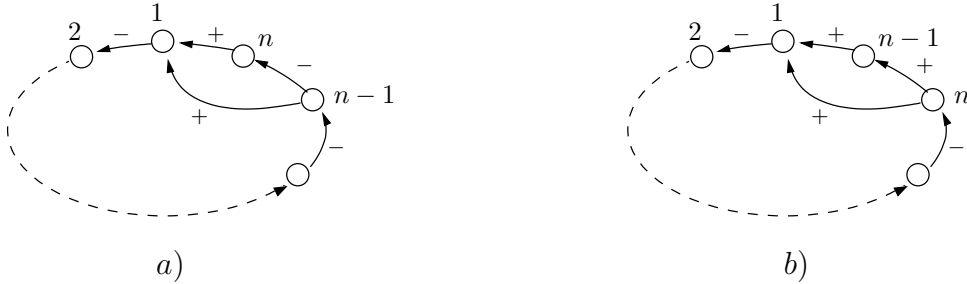 2 − 1 + n
−
n − 1
+
−
a)
2 − 1 + n − 1
+
n
+
−
b)